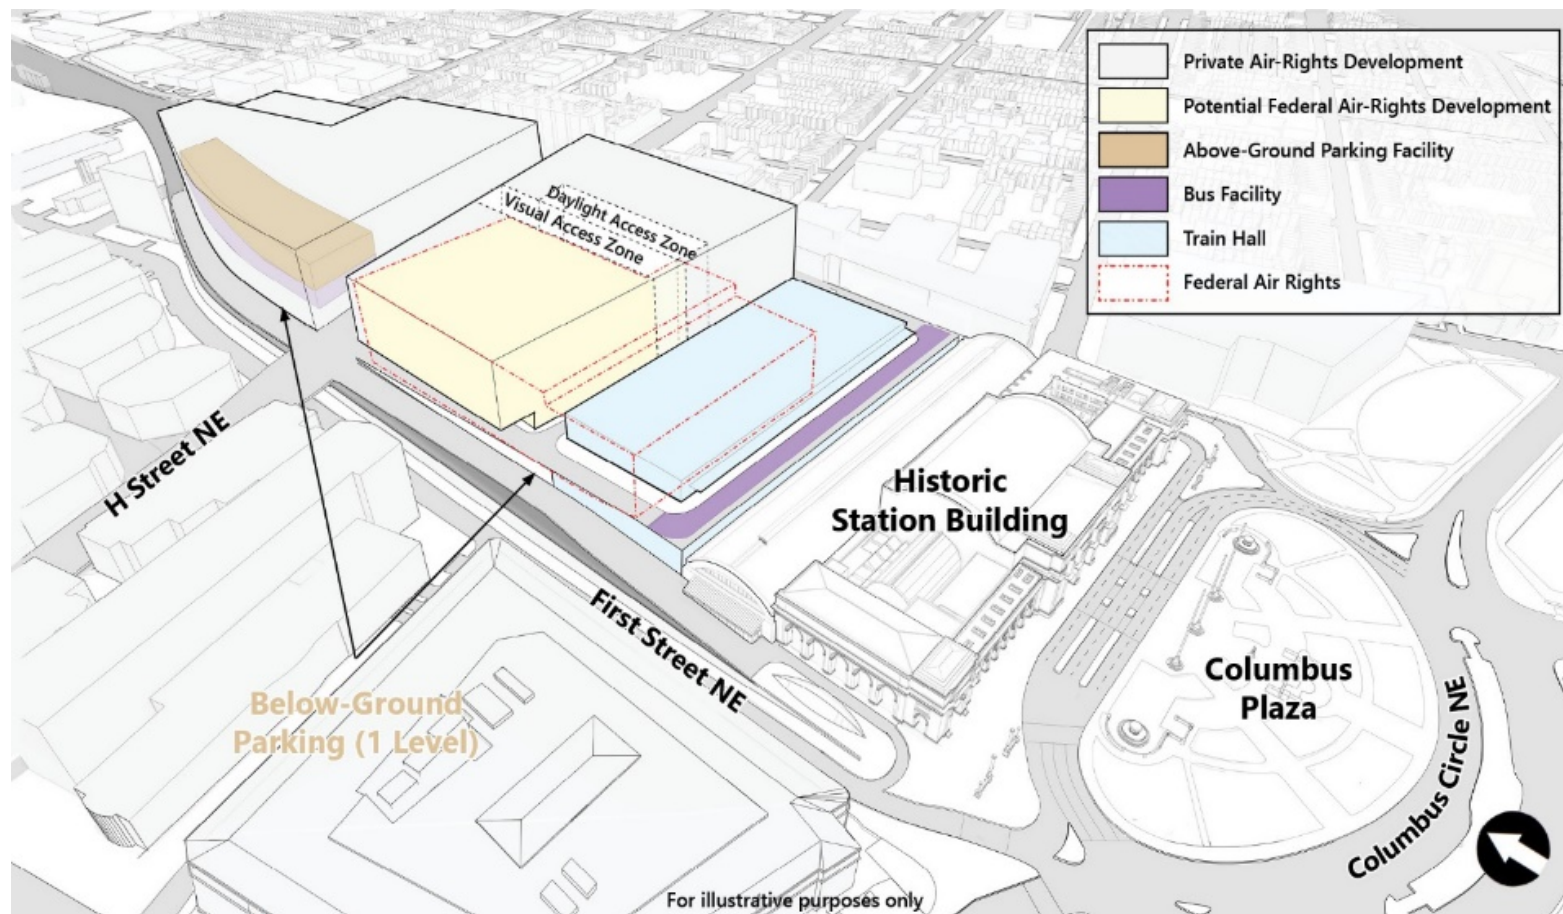 Private Air-Rights Development
Potential Federal Air-Rights Development
Above-Ground Parking Facility
Bus Facility
Train Hall
Federal Air Rights
Daylight Access Zone
Visual Access Zone
H Street NE
Historic
Station Building
First Street NE
Columbus
Plaza
Below-Ground
Parking (1 Level)
Columbus Circle NE
For illustrative purposes only